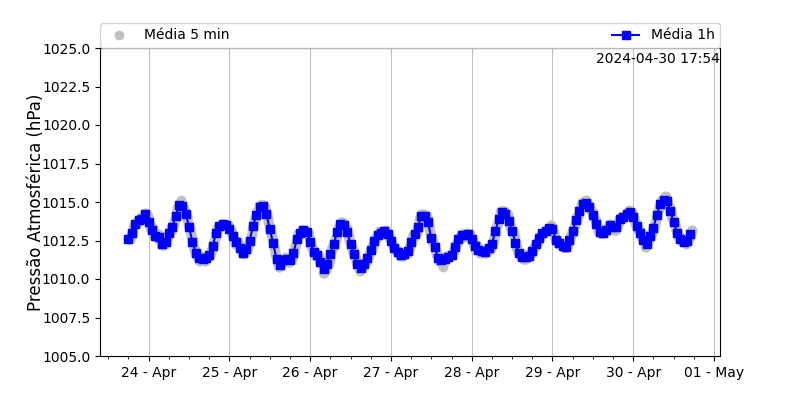 Média 5 min
Média 1h
2024-04-30 17:54
Pressão Atmosférica (hPa)
1025.0
1022.5
1020.0
1017.5
1015.0
1012.5
1010.0
1007.5
1005.0
24 - Apr
25 - Apr
26 - Apr
27 - Apr
28 - Apr
29 - Apr
30 - Apr
01 - May